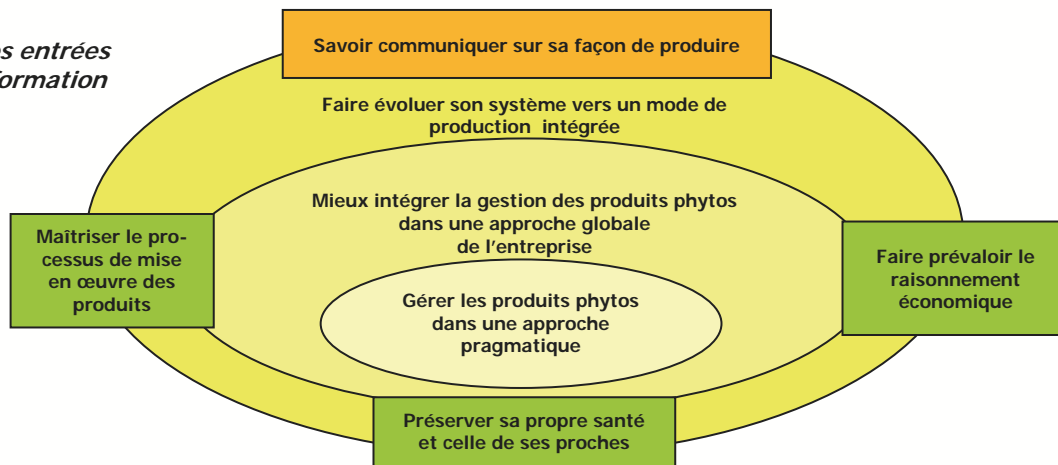 s entrées
formation
Savoir communiquer sur sa façon de produire
Faire évoluer son système vers un mode de
production intégrée
Mieux intégrer la gestion des produits phytos
dans une approche globale
de l'entreprise
Maîtriser le pro-
cessus de mise
en œuvre des
produits
Faire prévaloir le
raisonnement
économique
Gérer les produits phytos
dans une approche
pragmatique
Préserver sa propre santé
et celle de ses proches